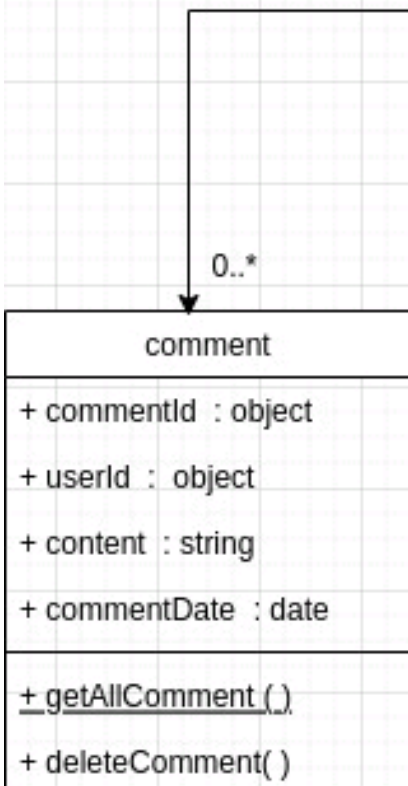 0..*
comment
+ commentId : object
+ userId : object
+ content : string
+ commentDate : date
+ getAllComment ( )
+ deleteComment( )